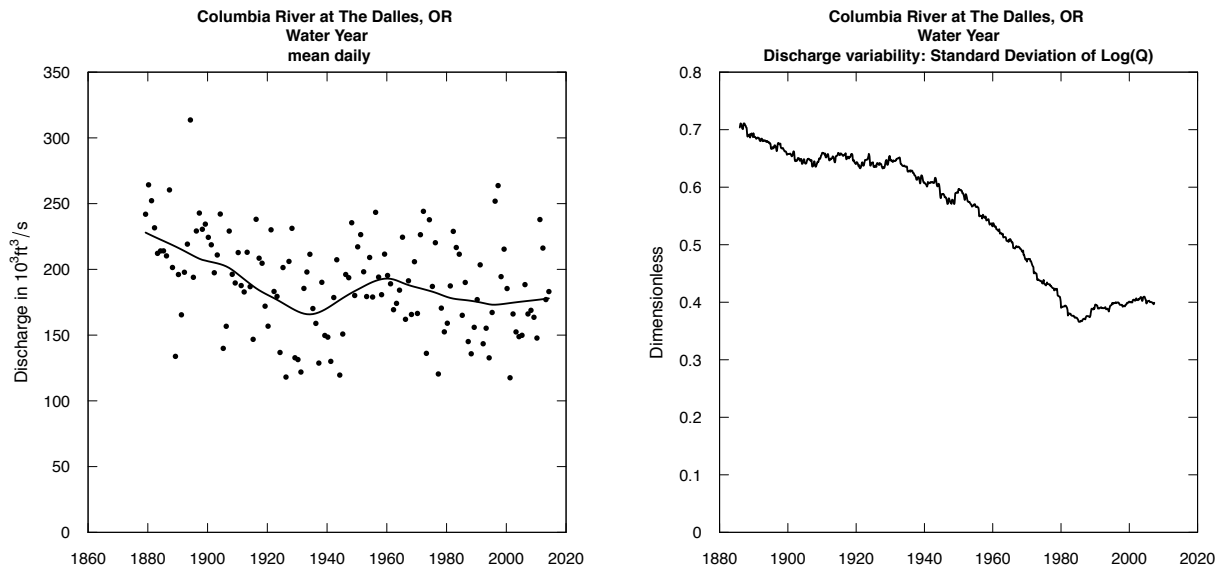 Columbia River at The Dalles, OR
Water Year
mean daily
350
300
250
200
150
100
50
0
Discharge in 10³ft³/s
1860 1880 1900 1920 1940 1960 1980 2000 2020
Columbia River at The Dalles, OR
Water Year
Discharge variability: Standard Deviation of Log(Q)
0.8
0.7
0.6
0.5
0.4
0.3
0.2
0.1
0
Dimensionless
1880 1900 1920 1940 1960 1980 2000 2020